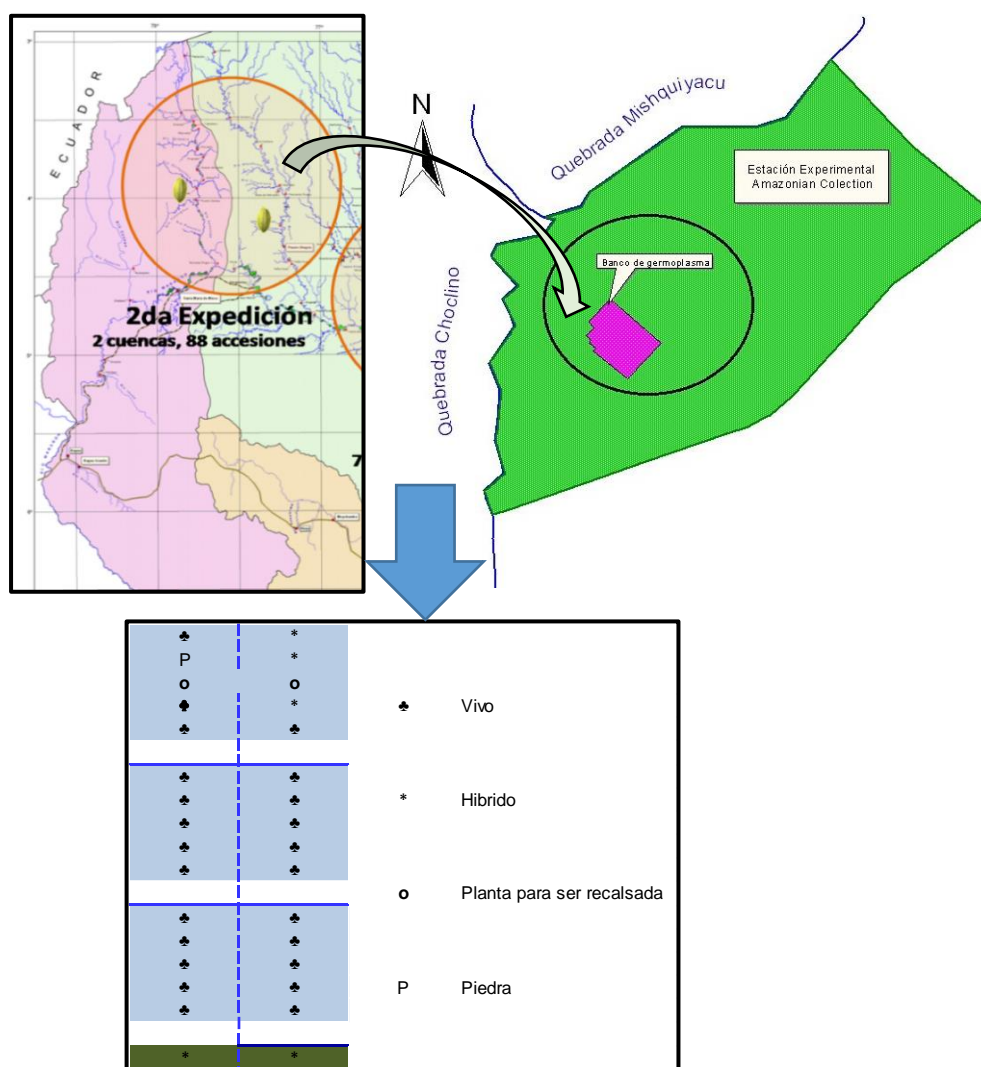 ECUADOR
2da Expedición
2 cuencas, 88 accesiones
7
N
Quebrada Mishquiyacu
Estación Experimental
Amazonian Colection
Banco de germoplasma
Quebrada Choclino
♣ *
P *
o o
♣ *
♣ ♣
♣ ♣
♣ ♣
♣ ♣
♣ ♣
♣ ♣
♣ ♣
♣ ♣
♣ ♣
♣ ♣
♣ ♣
* *
♣ Vivo
* Hibrido
o Planta para ser recalsada
P Piedra